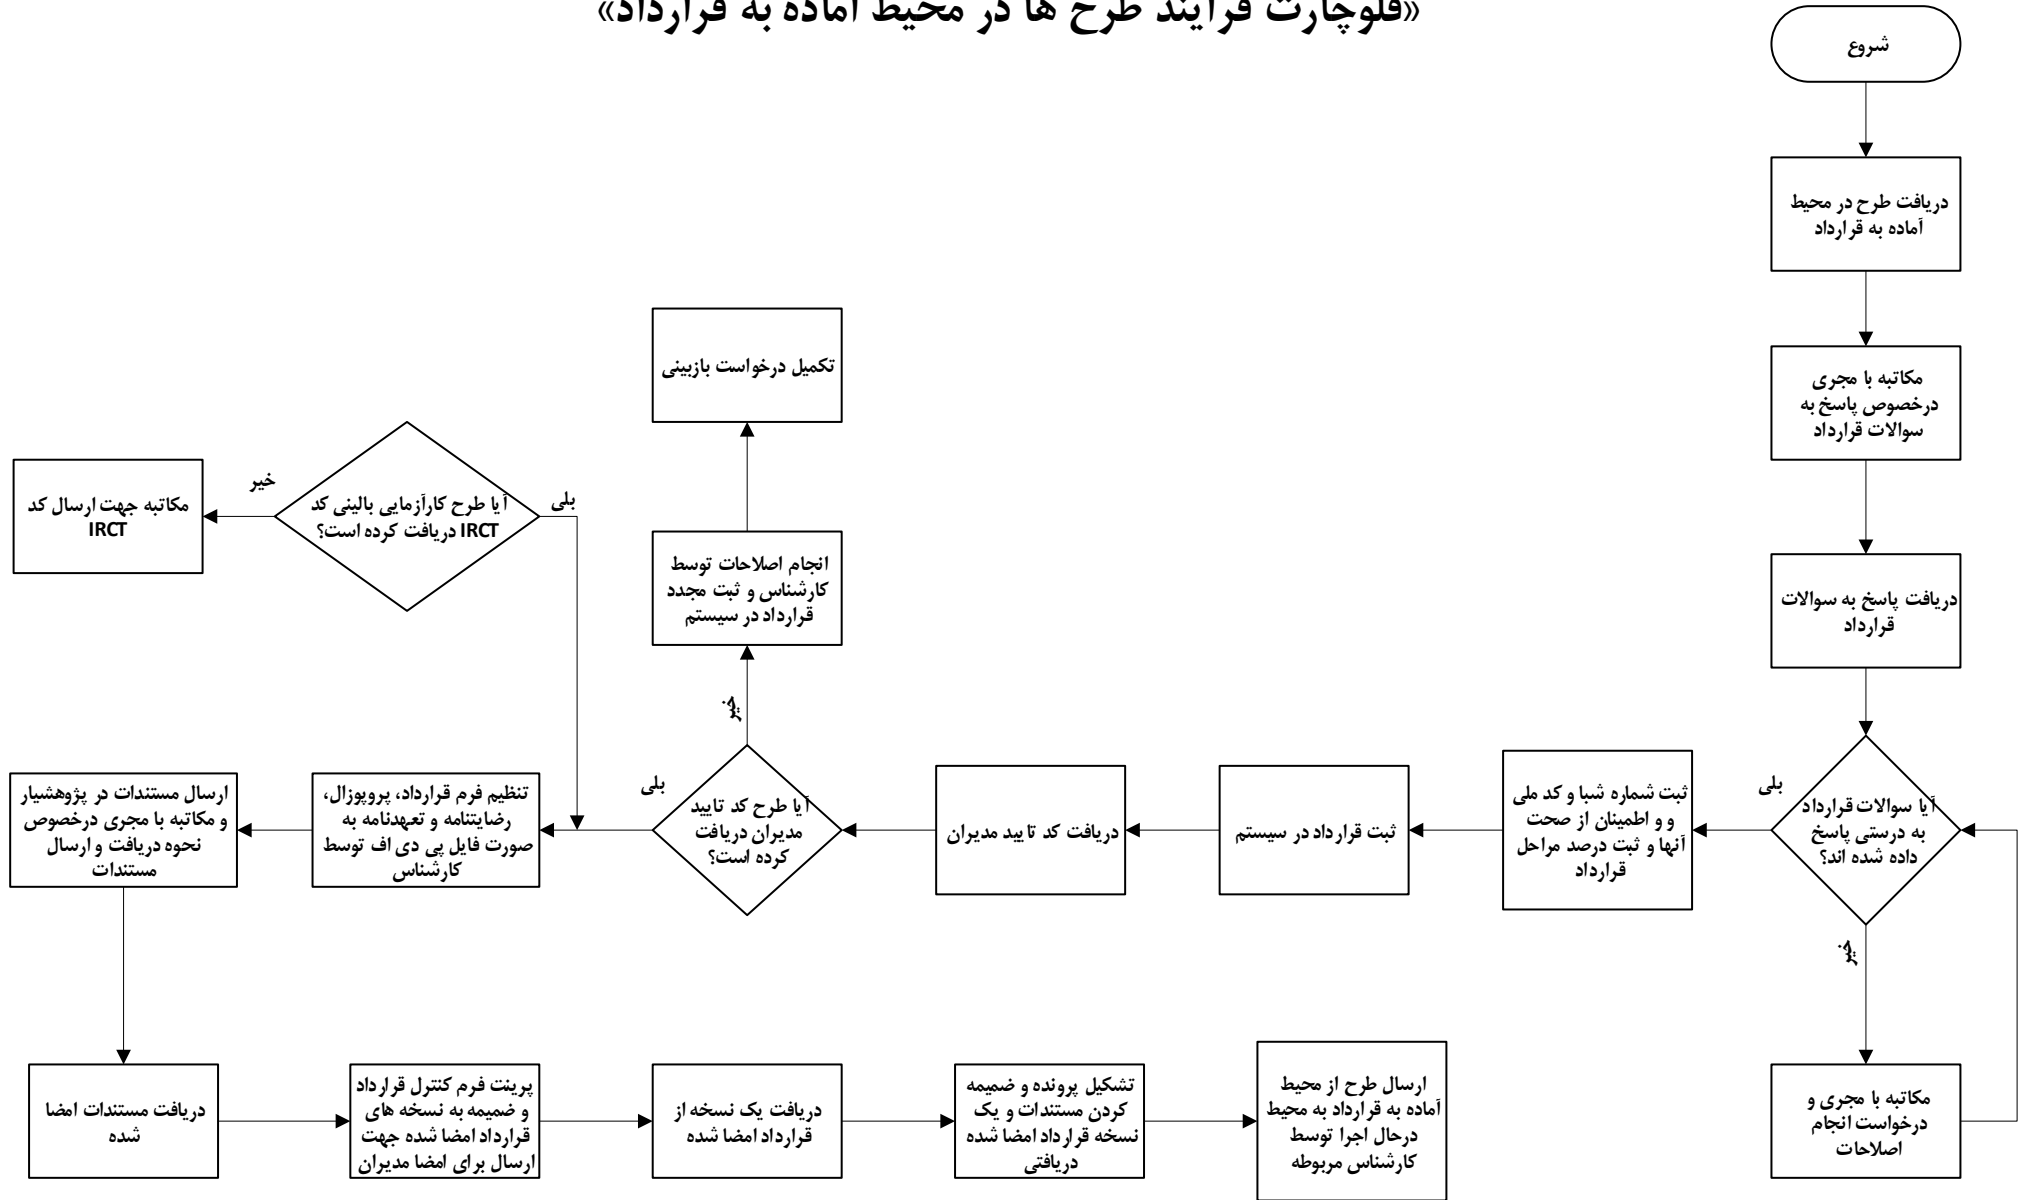 «فلوچارت فرآیند طرح ها در محیط آماده به قرارداد»
شروع
دریافت طرح در محیط
آماده به قرارداد
مکاتبه با مجری
درخصوص پاسخ به
سوالات قرارداد
دریافت پاسخ به سوالات
قرارداد
آیا سوالات قرارداد
به درستی پاسخ
داده شده اند؟
بلی
خیر
مکاتبه با مجری و
درخواست انجام
اصلاحات
ثبت شماره شبا و کد ملی
و و اطمینان از صحت
آنها و ثبت درصد مراحل
قرارداد
ثبت قرارداد در سیستم
دریافت کد تایید مدیران
آیا طرح کد تایید
مدیران دریافت
کرده است؟
خیر
بلی
انجام اصلاحات توسط
کارشناس و ثبت مجدد
قرارداد در سیستم
تکمیل درخواست بازبینی
آیا طرح کارآزمایی بالینی کد
IRCT دریافت کرده است؟
بلی
خیر
مکاتبه جهت ارسال کد
IRCT
تنظیم فرم قرارداد، پروپوزال،
رضایتنامه و تعهدنامه به
صورت فایل پی دی اف توسط
کارشناس
ارسال مستندات در پژوهشیار
و مکاتبه با مجری درخصوص
نحوه دریافت و ارسال
مستندات
دریافت مستندات امضا
شده
پرینت فرم کنترل قرارداد
و ضمیمه به نسخه های
قرارداد امضا شده جهت
ارسال برای امضا مدیران
دریافت یک نسخه از
قرارداد امضا شده
تشکیل پرونده و ضمیمه
کردن مستندات و یک
نسخه قرارداد امضا شده
دریافتی
ارسال طرح از محیط
آماده به قرارداد به محیط
درحال اجرا توسط
کارشناس مربوطه